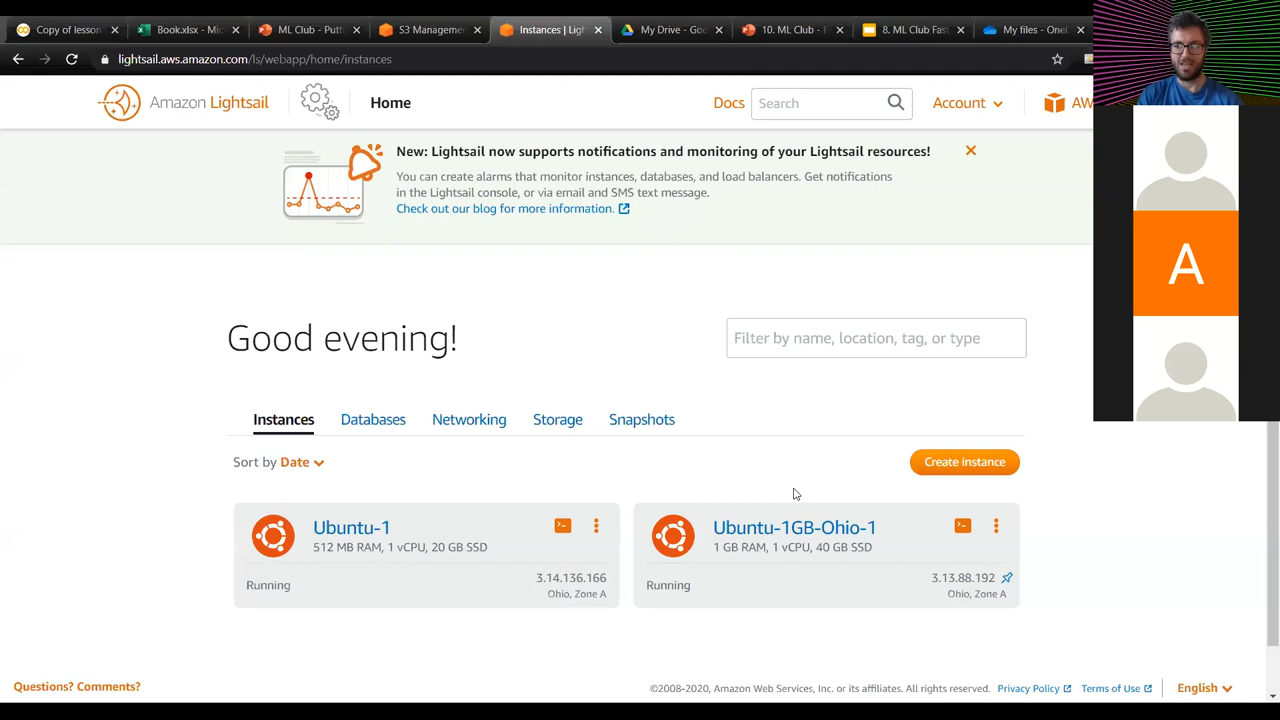 Copy of lesson
Book.xlsx - Mic
ML Club - Putt
S3 Managemen
Instances | Ligh
My Drive - Goo
10. ML Club - F
8. ML Club Fas
My files - OneD
lightsail.aws.amazon.com/ls/webapp/home/instances
Amazon Lightsail
Home
Docs
Search
Account
AW
New: Lightsail now supports notifications and monitoring of your Lightsail resources!
You can create alarms that monitor instances, databases, and load balancers. Get notifications
in the Lightsail console, or via email and SMS text message.
Check out our blog for more information.
A
Good evening!
Filter by name, location, tag, or type
Instances
Databases
Networking
Storage
Snapshots
Sort by Date
Create instance
Ubuntu-1
512 MB RAM, 1 vCPU, 20 GB SSD
Running
3.14.136.166
Ohio, Zone A
Ubuntu-1GB-Ohio-1
1 GB RAM, 1 vCPU, 40 GB SSD
Running
3.13.88.192
Ohio, Zone A
Questions? Comments?
©2008-2020, Amazon Web Services, Inc. or its affiliates. All rights reserved.
Privacy Policy
Terms of Use
English